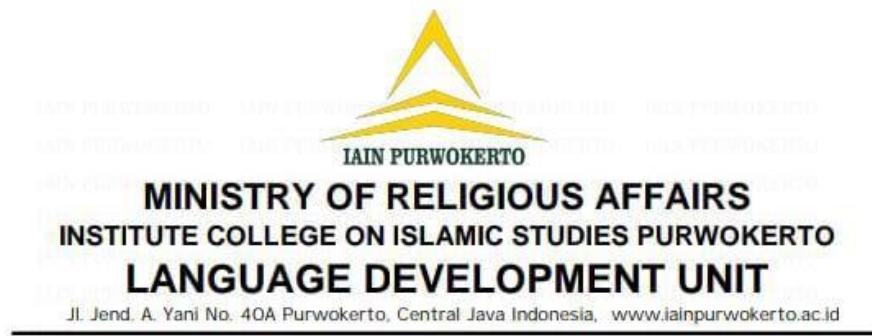 IAIN PURWOKERTO
MINISTRY OF RELIGIOUS AFFAIRS
INSTITUTE COLLEGE ON ISLAMIC STUDIES PURWOKERTO
LANGUAGE DEVELOPMENT UNIT
Jl. Jend. A. Yani No. 40A Purwokerto, Central Java Indonesia, www.iainpurwokerto.ac.id